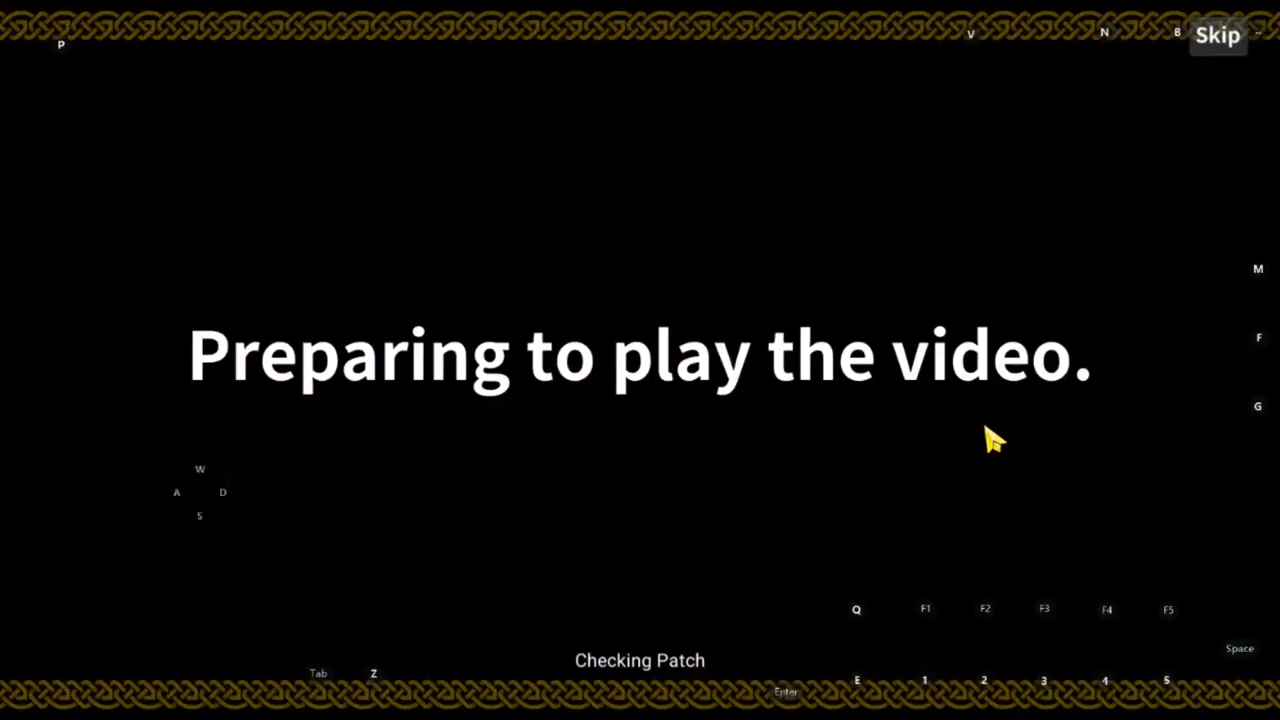 P
V
N
B
Skip
~
M
Preparing to play the video.
F
G
W
A
D
S
Q
F1
F2
F3
F4
F5
Space
Checking Patch
Tab
Z
E
1
2
3
4
5
Enter